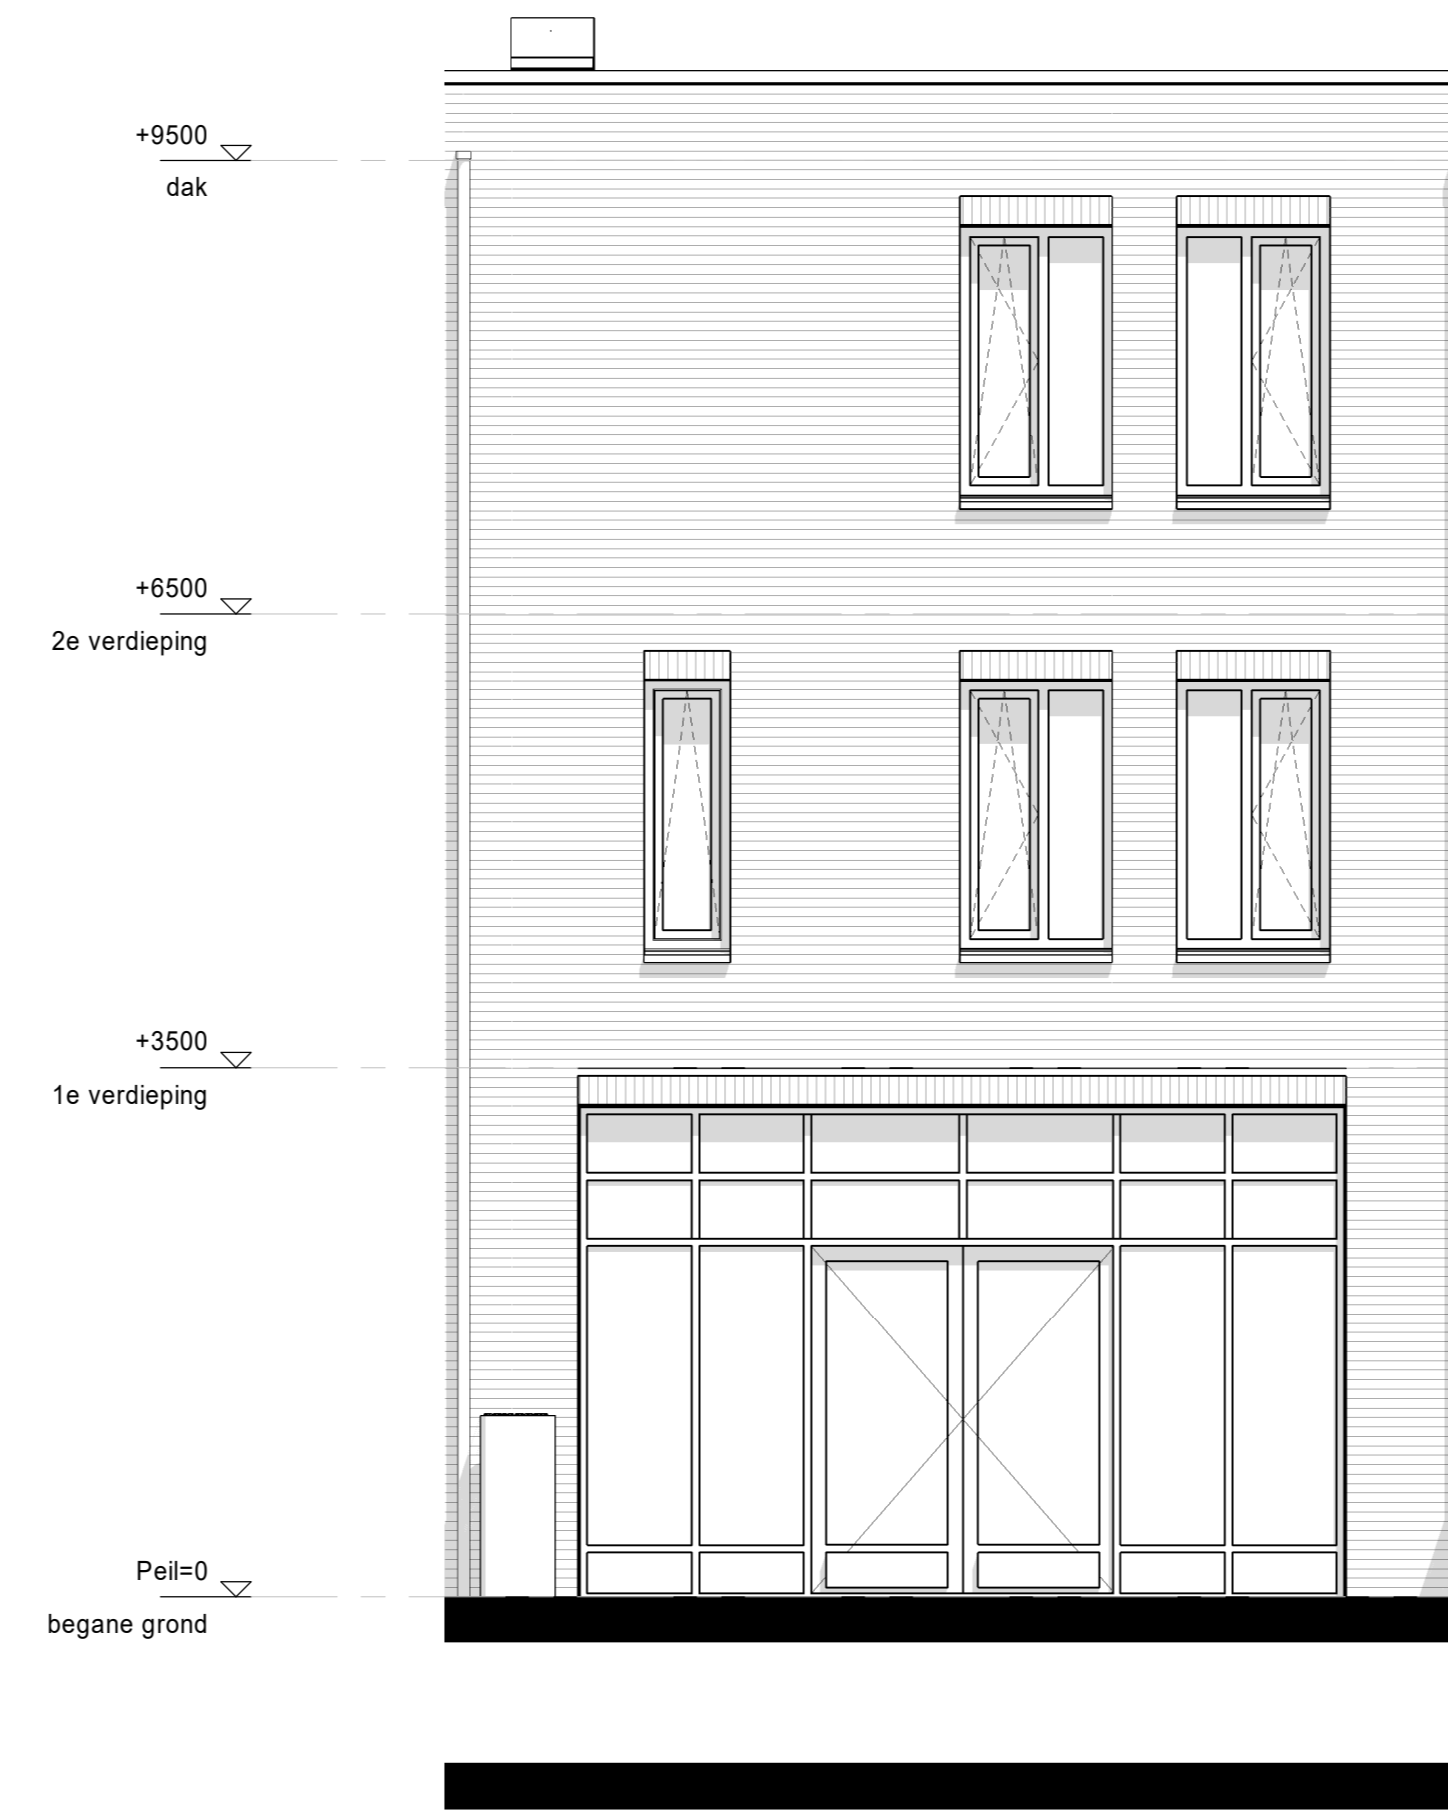 +9500
dak
+6500
2e verdieping
+3500
1e verdieping
Peil=0
begane grond